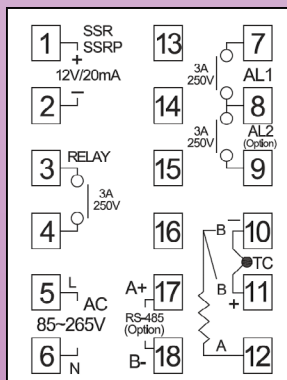 1
SSR
SSRP
+
12V/20mA
2
−
3
RELAY
3A
250V
4
5
L
AC
85~265V
6
N
13
14
15
16
A+
17
RS-485
(Option)
B-
18
7
3A
250V
AL1
8
3A
250V
AL2
(Option)
9
B
−
10
TC
B
+
11
A
12